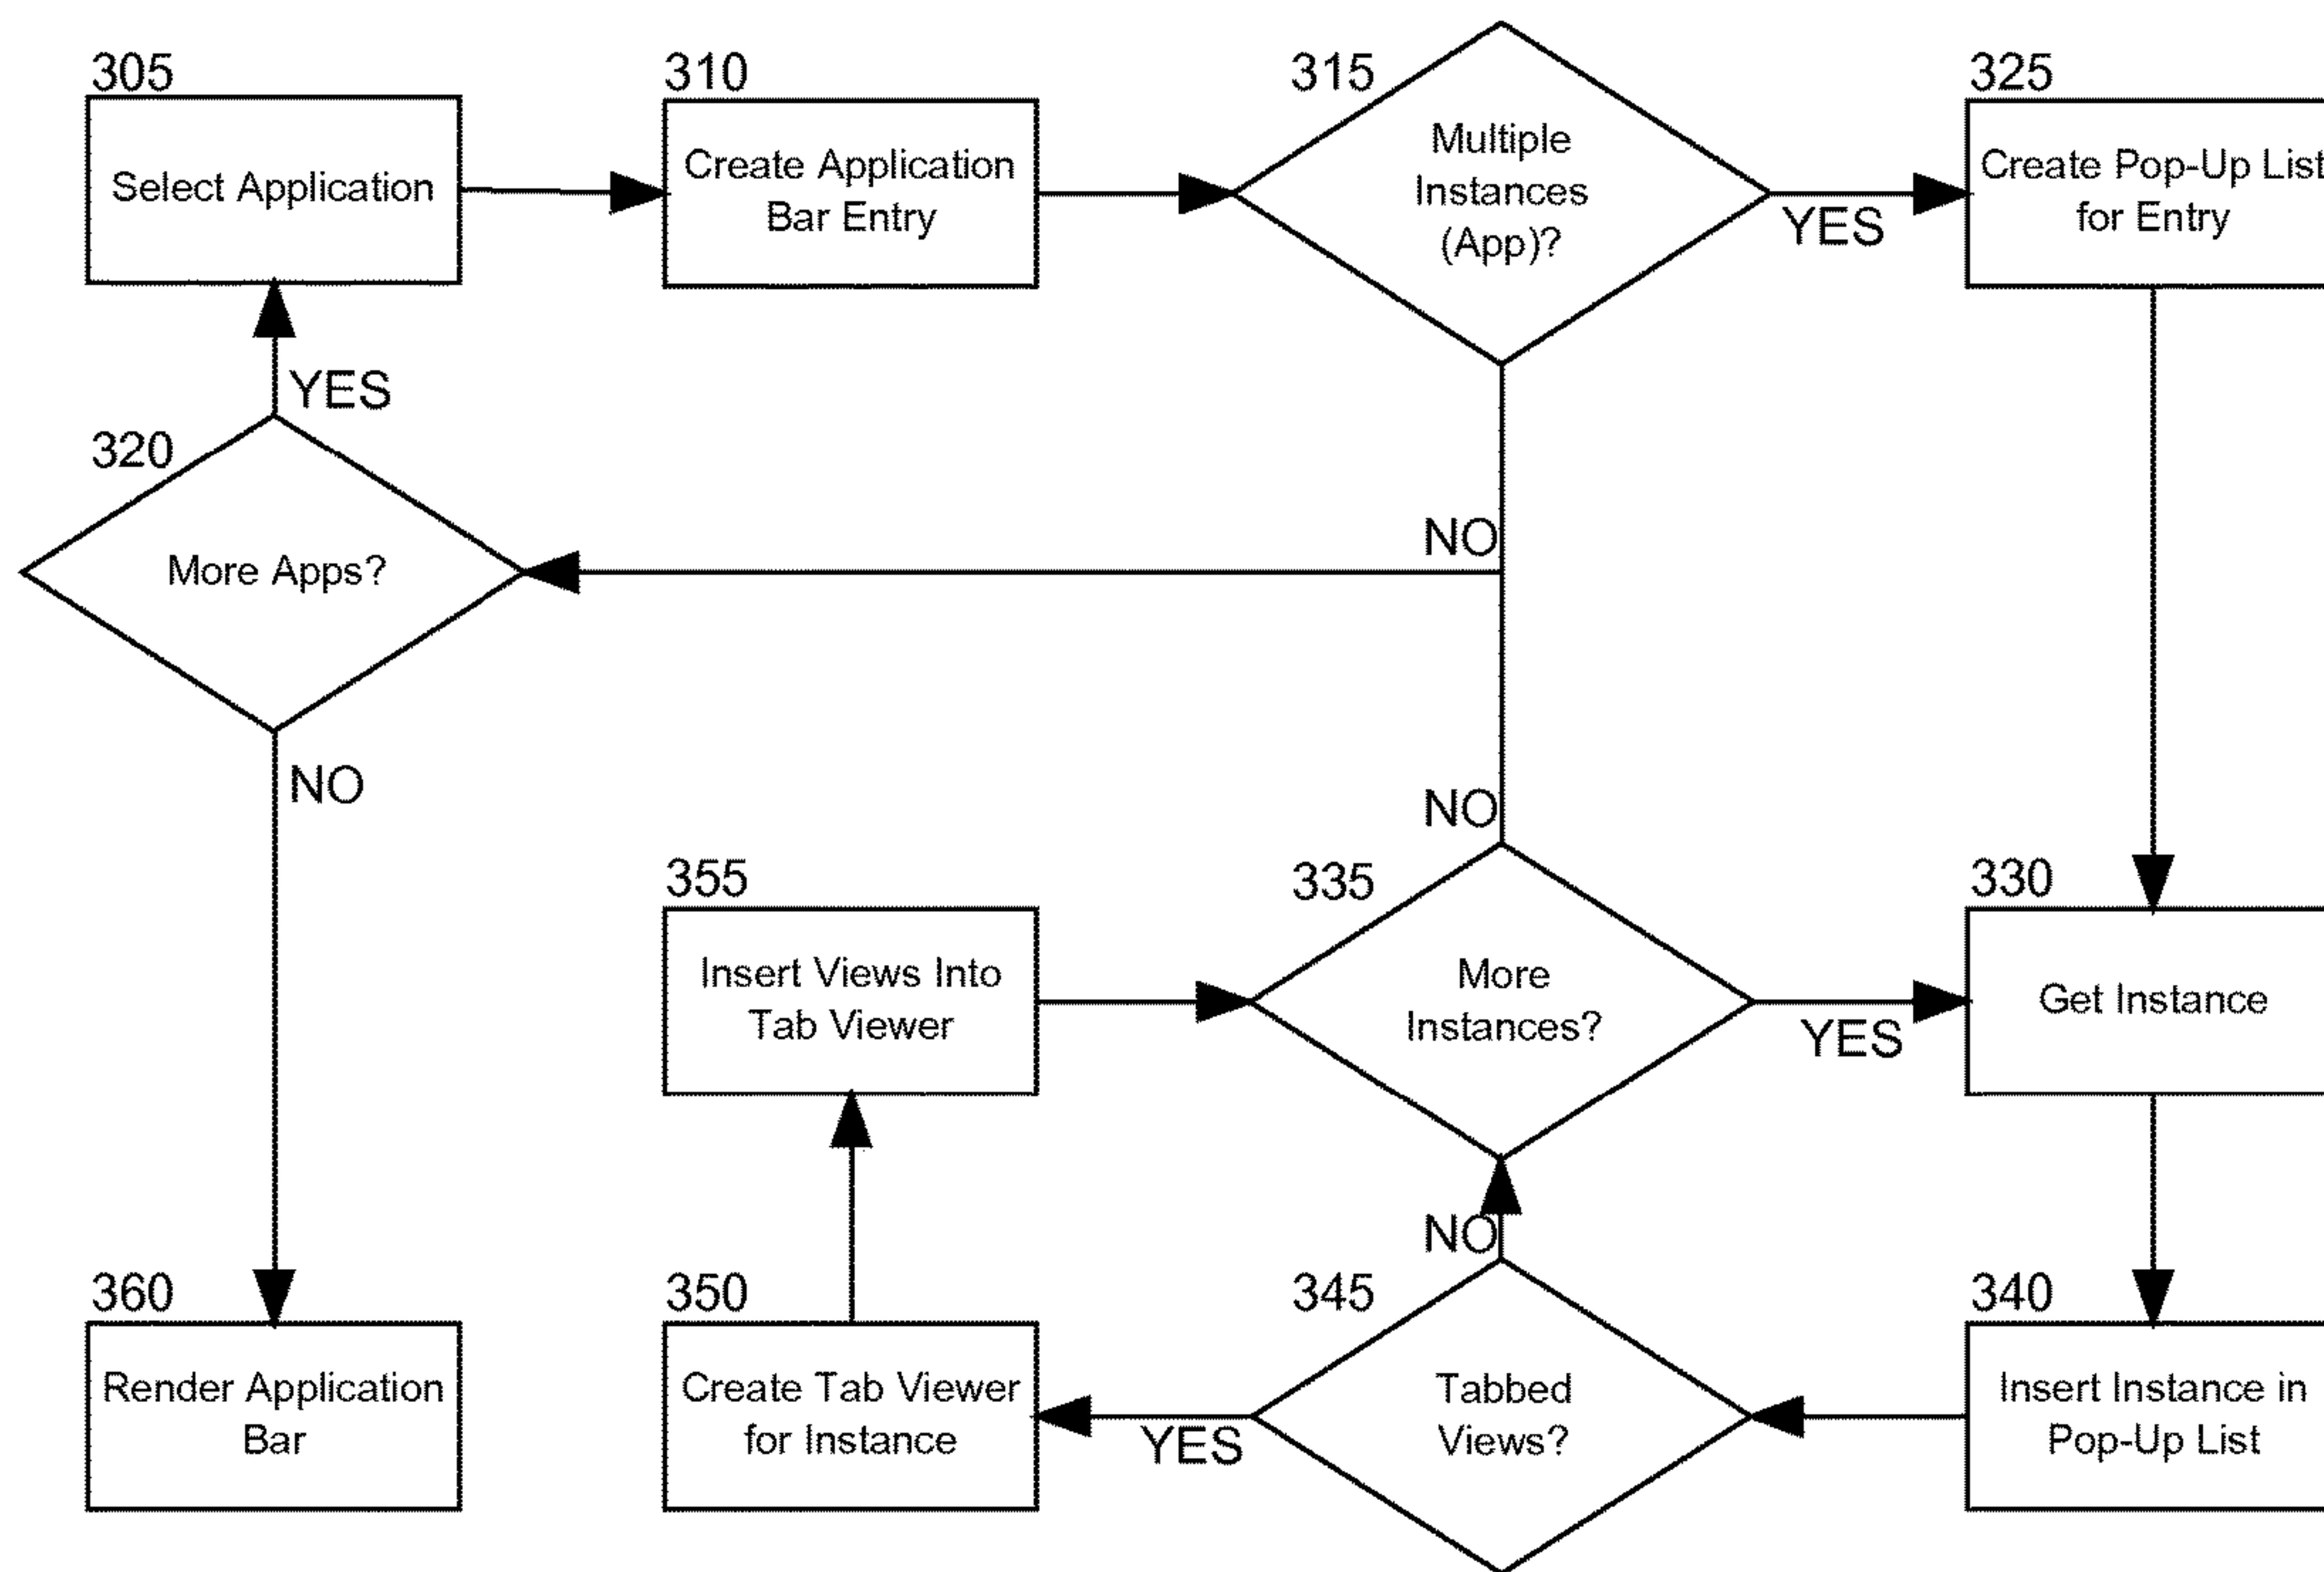 305
Select Application
310
Create Application
Bar Entry
315
Multiple
Instances
(App)?
YES
325
Create Pop-Up List
for Entry
YES
320
More Apps?
NO
NO
NO
355
Insert Views Into
Tab Viewer
335
More
Instances?
YES
330
Get Instance
NO
360
Render Application
Bar
350
Create Tab Viewer
for Instance
YES
345
Tabbed
Views?
340
Insert Instance in
Pop-Up List